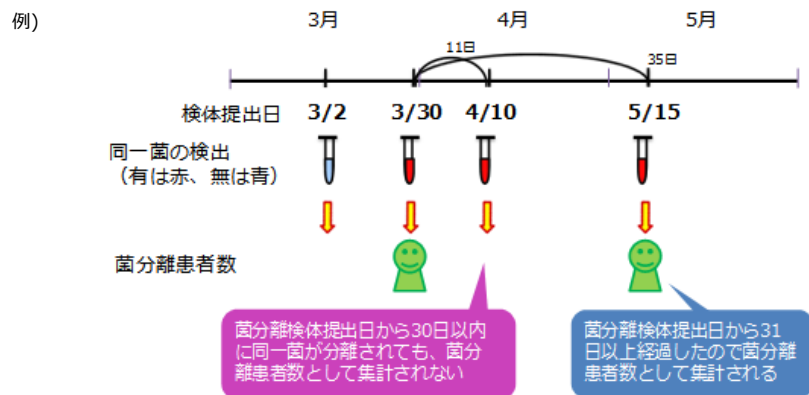 例)
3月 4月 5月
11日
35日
検体提出日 3/2 3/30 4/10 5/15
同一菌の検出
（有は赤、無は青）
菌分離患者数
菌分離検体提出日から30日以内
に同一菌が分離されても、菌分
離患者数として集計されない
菌分離検体提出日から31
日以上経過したので菌分離
患者数として集計される